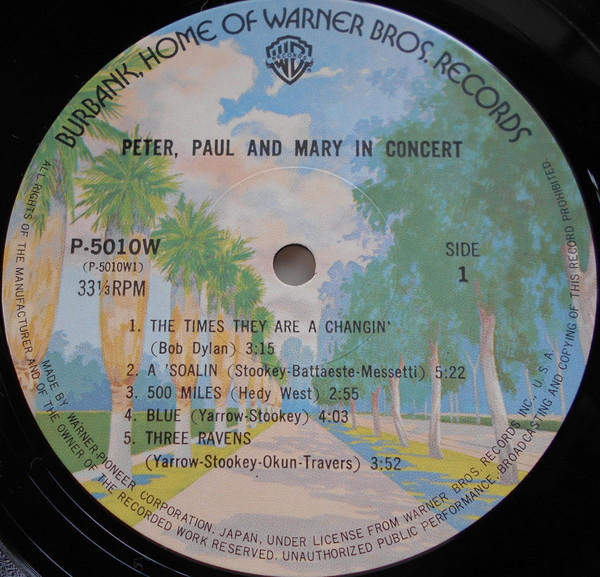 BURBANK, HOME OF WARNER BROS. RECORDS
RECORDS
PETER, PAUL AND MARY IN CONCERT
P-5010W
(P-5010W1)
33⅓RPM
SIDE
1
1. THE TIMES THEY ARE A CHANGIN'
(Bob Dylan) 3:15
2. A 'SOALIN (Stookey-Battaeste-Messetti) 5:22
3. 500 MILES (Hedy West) 2:55
4. BLUE (Yarrow-Stookey) 4:03
5. THREE RAVENS
(Yarrow-Stookey-Okun-Travers) 3:52
MADE BY WARNER-PIONEER CORPORATION, JAPAN, UNDER LICENSE FROM WARNER BROS. RECORDS INC., U.S.A.
ALL RIGHTS OF THE MANUFACTURER AND OF THE OWNER OF THE RECORDED WORK RESERVED. UNAUTHORIZED PUBLIC PERFORMANCE, BROADCASTING AND COPYING OF THIS RECORD PROHIBITED.